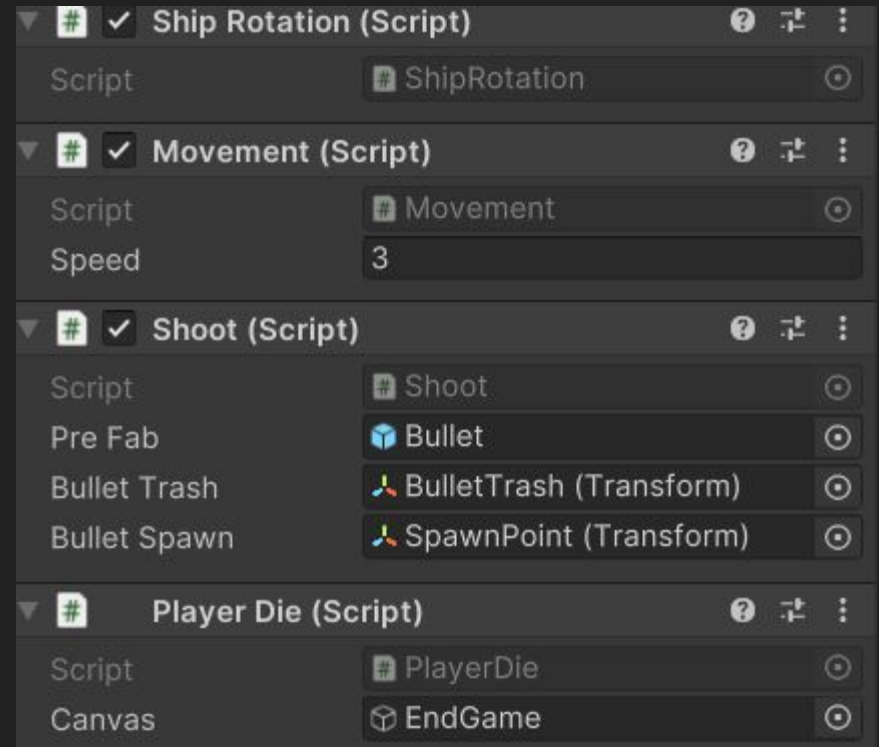 Ship Rotation (Script)
Script ShipRotation
Movement (Script)
Script Movement
Speed 3
Shoot (Script)
Script Shoot
Pre Fab Bullet
Bullet Trash BulletTrash (Transform)
Bullet Spawn SpawnPoint (Transform)
Player Die (Script)
Script PlayerDie
Canvas EndGame